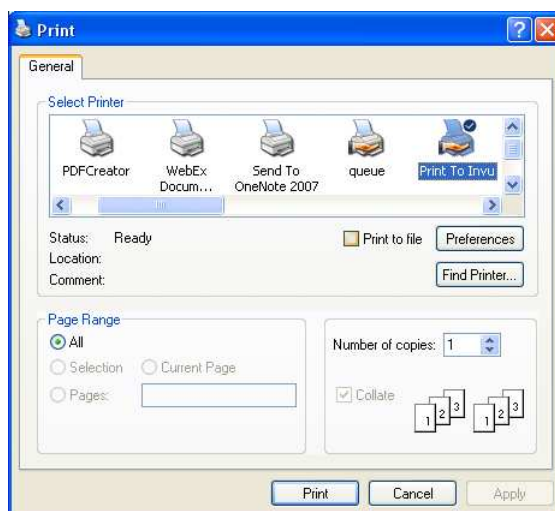 Print
General
Select Printer
PDFCreator
WebEx
Docum...
Send To
OneNote 2007
queue
Print To Invu
Status: Ready
Location:
Comment:
Print to file
Preferences
Find Printer...
Page Range
All
Selection
Current Page
Pages:
Number of copies: 1
Collate
1 2 3 1 2 3
Print
Cancel
Apply